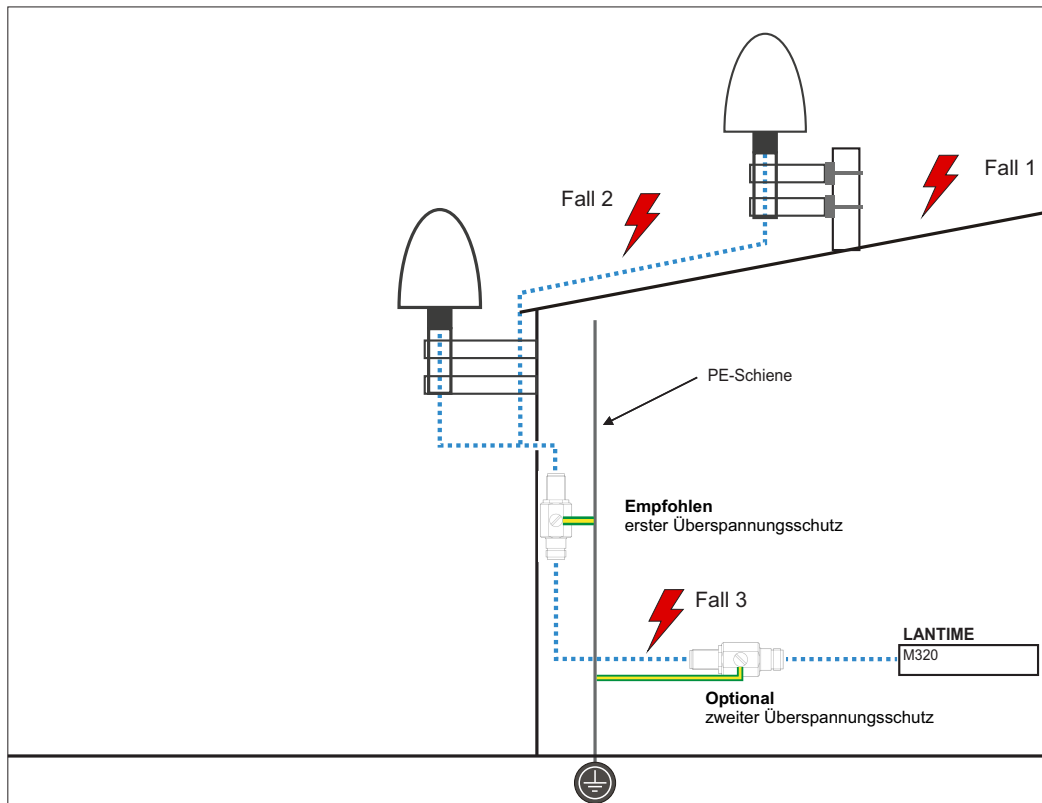 Fall 1
Fall 2
PE-Schiene
Empfohlen
erster Überspannungsschutz
Fall 3
LANTIME
M320
Optional
zweiter Überspannungsschutz